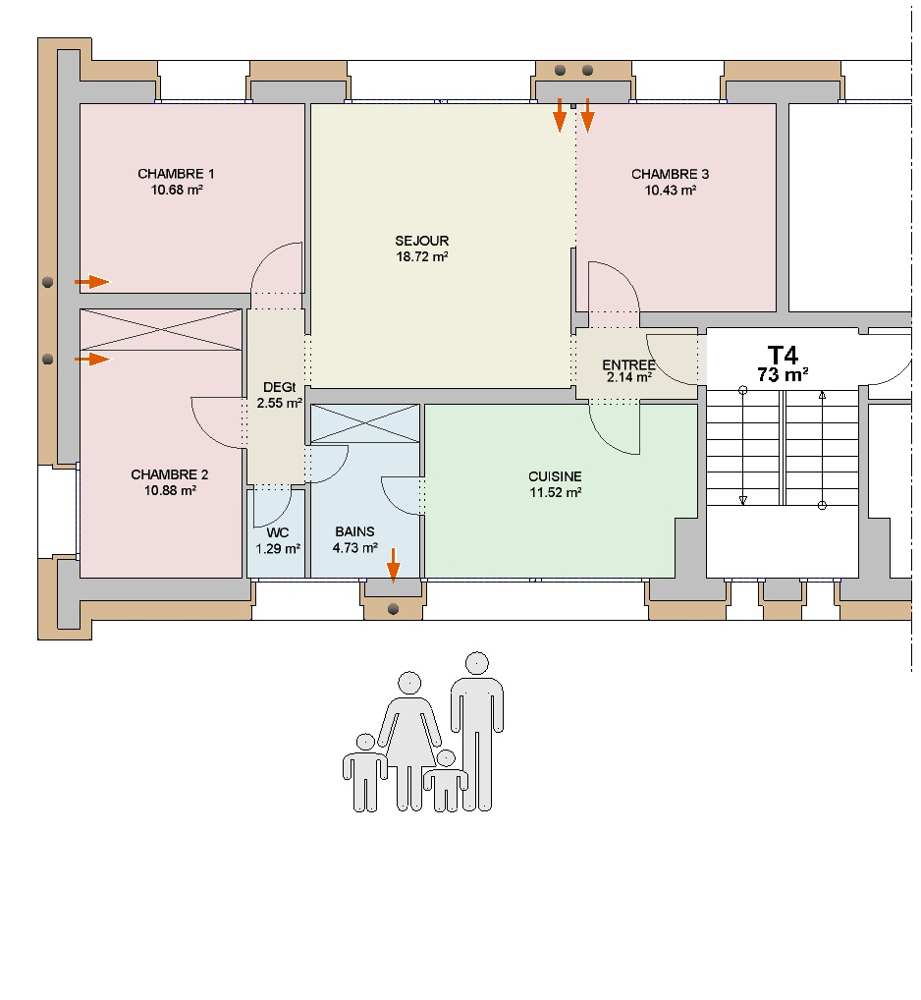 CHAMBRE 1
10.68 m²
CHAMBRE 3
10.43 m²
SEJOUR
18.72 m²
T4
73 m²
ENTREE
2.14 m²
DEGt
2.55 m²
CHAMBRE 2
10.88 m²
CUISINE
11.52 m²
WC
1.29 m²
BAINS
4.73 m²